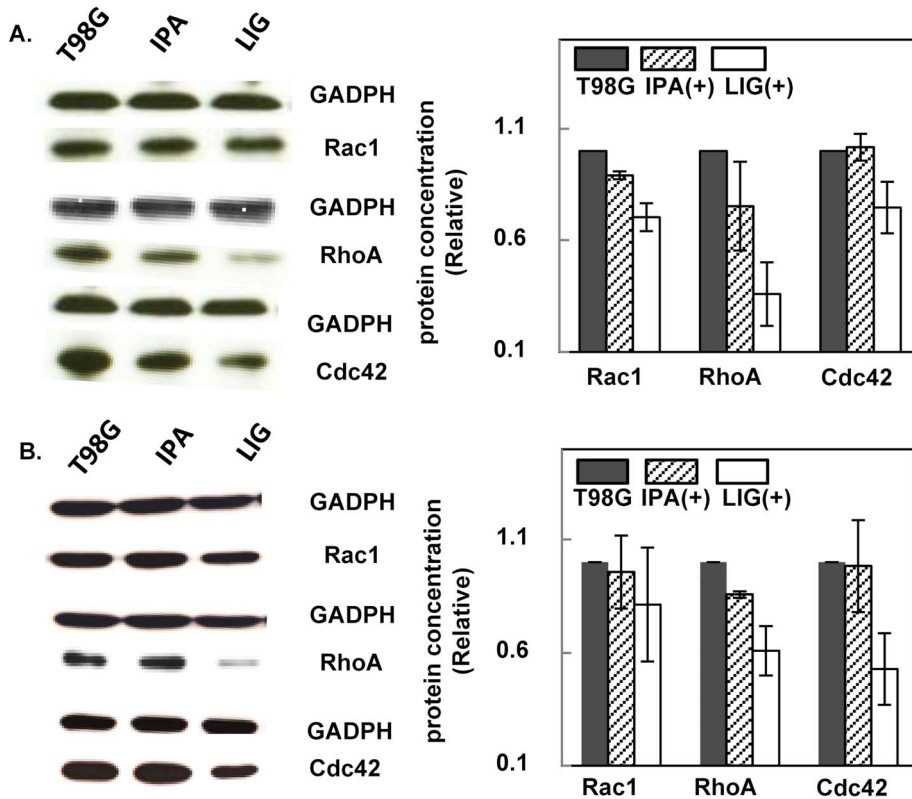 A.
T98G IPA LIG
GADPH
Rac1
GADPH
RhoA
GADPH
Cdc42
protein concentration
(Relative)
T98G IPA(+) LIG(+)
1.1
0.6
0.1
Rac1 RhoA Cdc42
B.
T98G IPA LIG
GADPH
Rac1
GADPH
RhoA
GADPH
Cdc42
protein concentration
(Relative)
T98G IPA(+) LIG(+)
1.1
0.6
0.1
Rac1 RhoA Cdc42